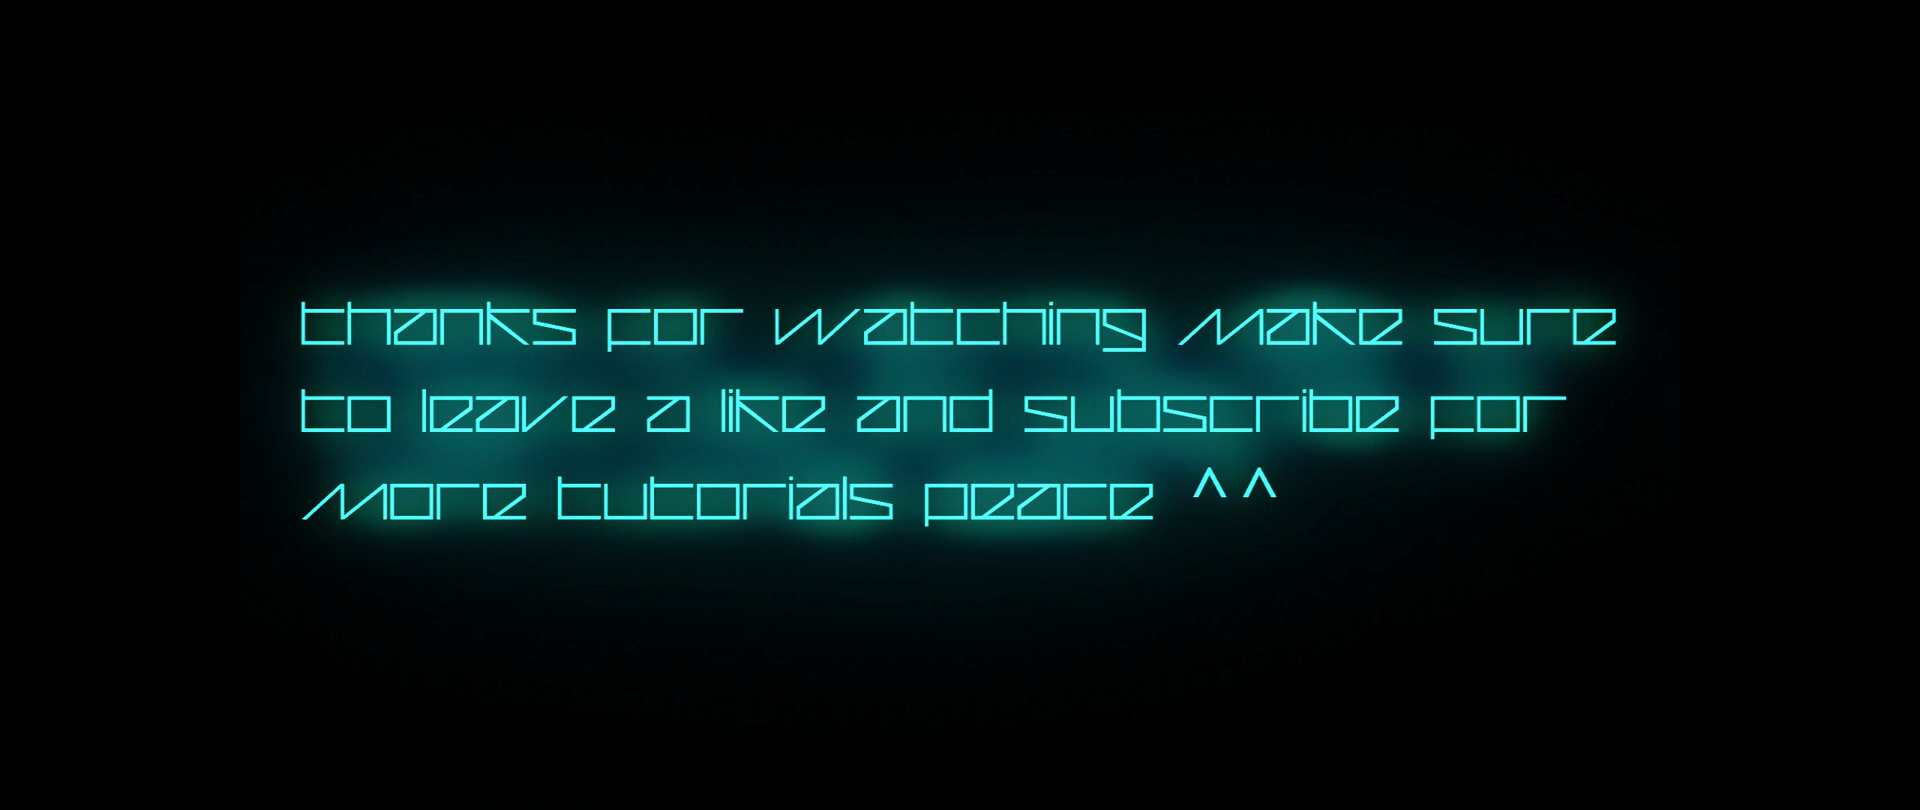 thanks for watching make sure
to leave a like and subscribe for
more tutorials peace ^^